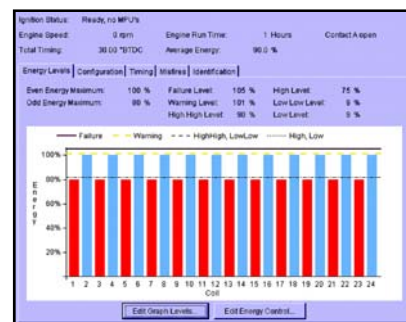 Ignition Status: Ready, no MPU's
Engine Speed: 0 rpm Engine Run Time: 1 Hours Contact A open
Total Timing: 30.00 °BTDC Average Energy: 90.0 %
Energy Levels Configuration Timing Misfires Identification
Even Energy Maximum: 100 % Failure Level: 105 % High Level: 75 %
Odd Energy Maximum: 80 % Warning Level: 101 % Low Low Level: 5 %
High High Level: 90 % Low Level: 5 %
Failure Warning HighHigh, LowLow High, Low
100%
80%
60%
40%
20%
Energy
1 2 3 4 5 6 7 8 9 10 11 12 13 14 15 16 17 18 19 20 21 22 23 24
Coil
Edit Graph Levels... Edit Energy Control...